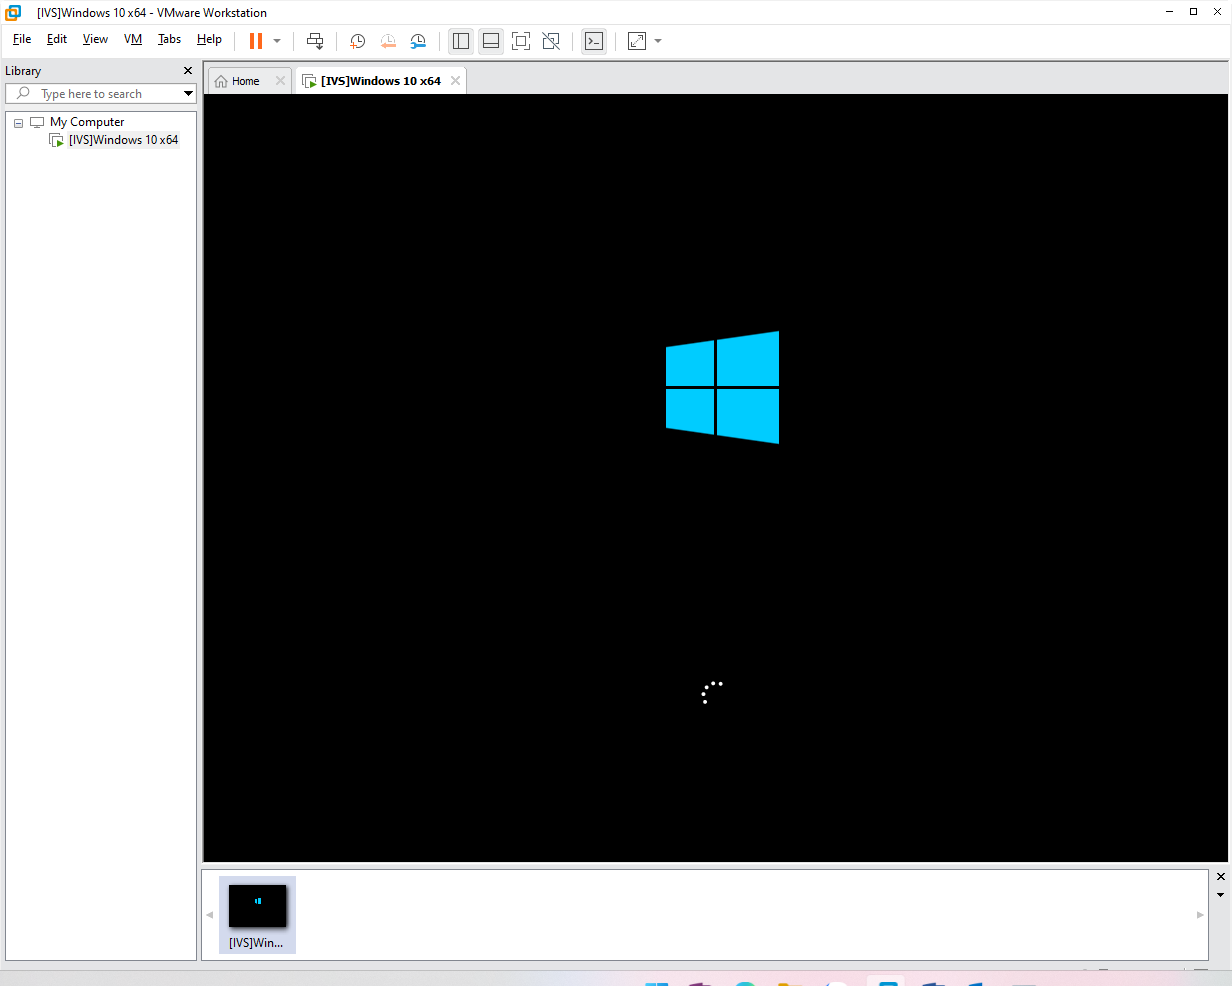 [IVS]Windows 10 x64 - VMware Workstation
File Edit View VM Tabs Help
Library
Type here to search
My Computer
[IVS]Windows 10 x64
Home
[IVS]Windows 10 x64
[IVS]Win...